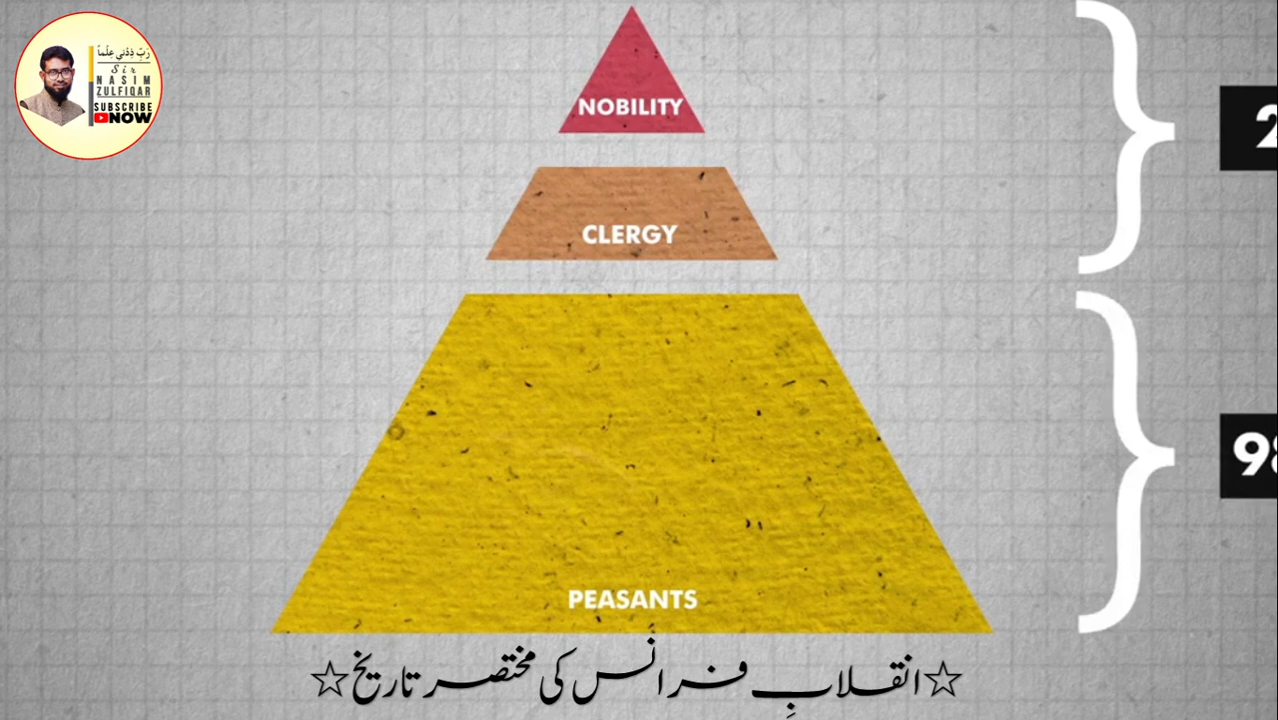 رَبِّ زِدْنِي عِلْمًا
Sir
NASIM
ZULFIQAR
SUBSCRIBE
NOW
NOBILITY
2
CLERGY
98
PEASANTS
☆انقلابِ فرانس کی مختصر تاریخ☆